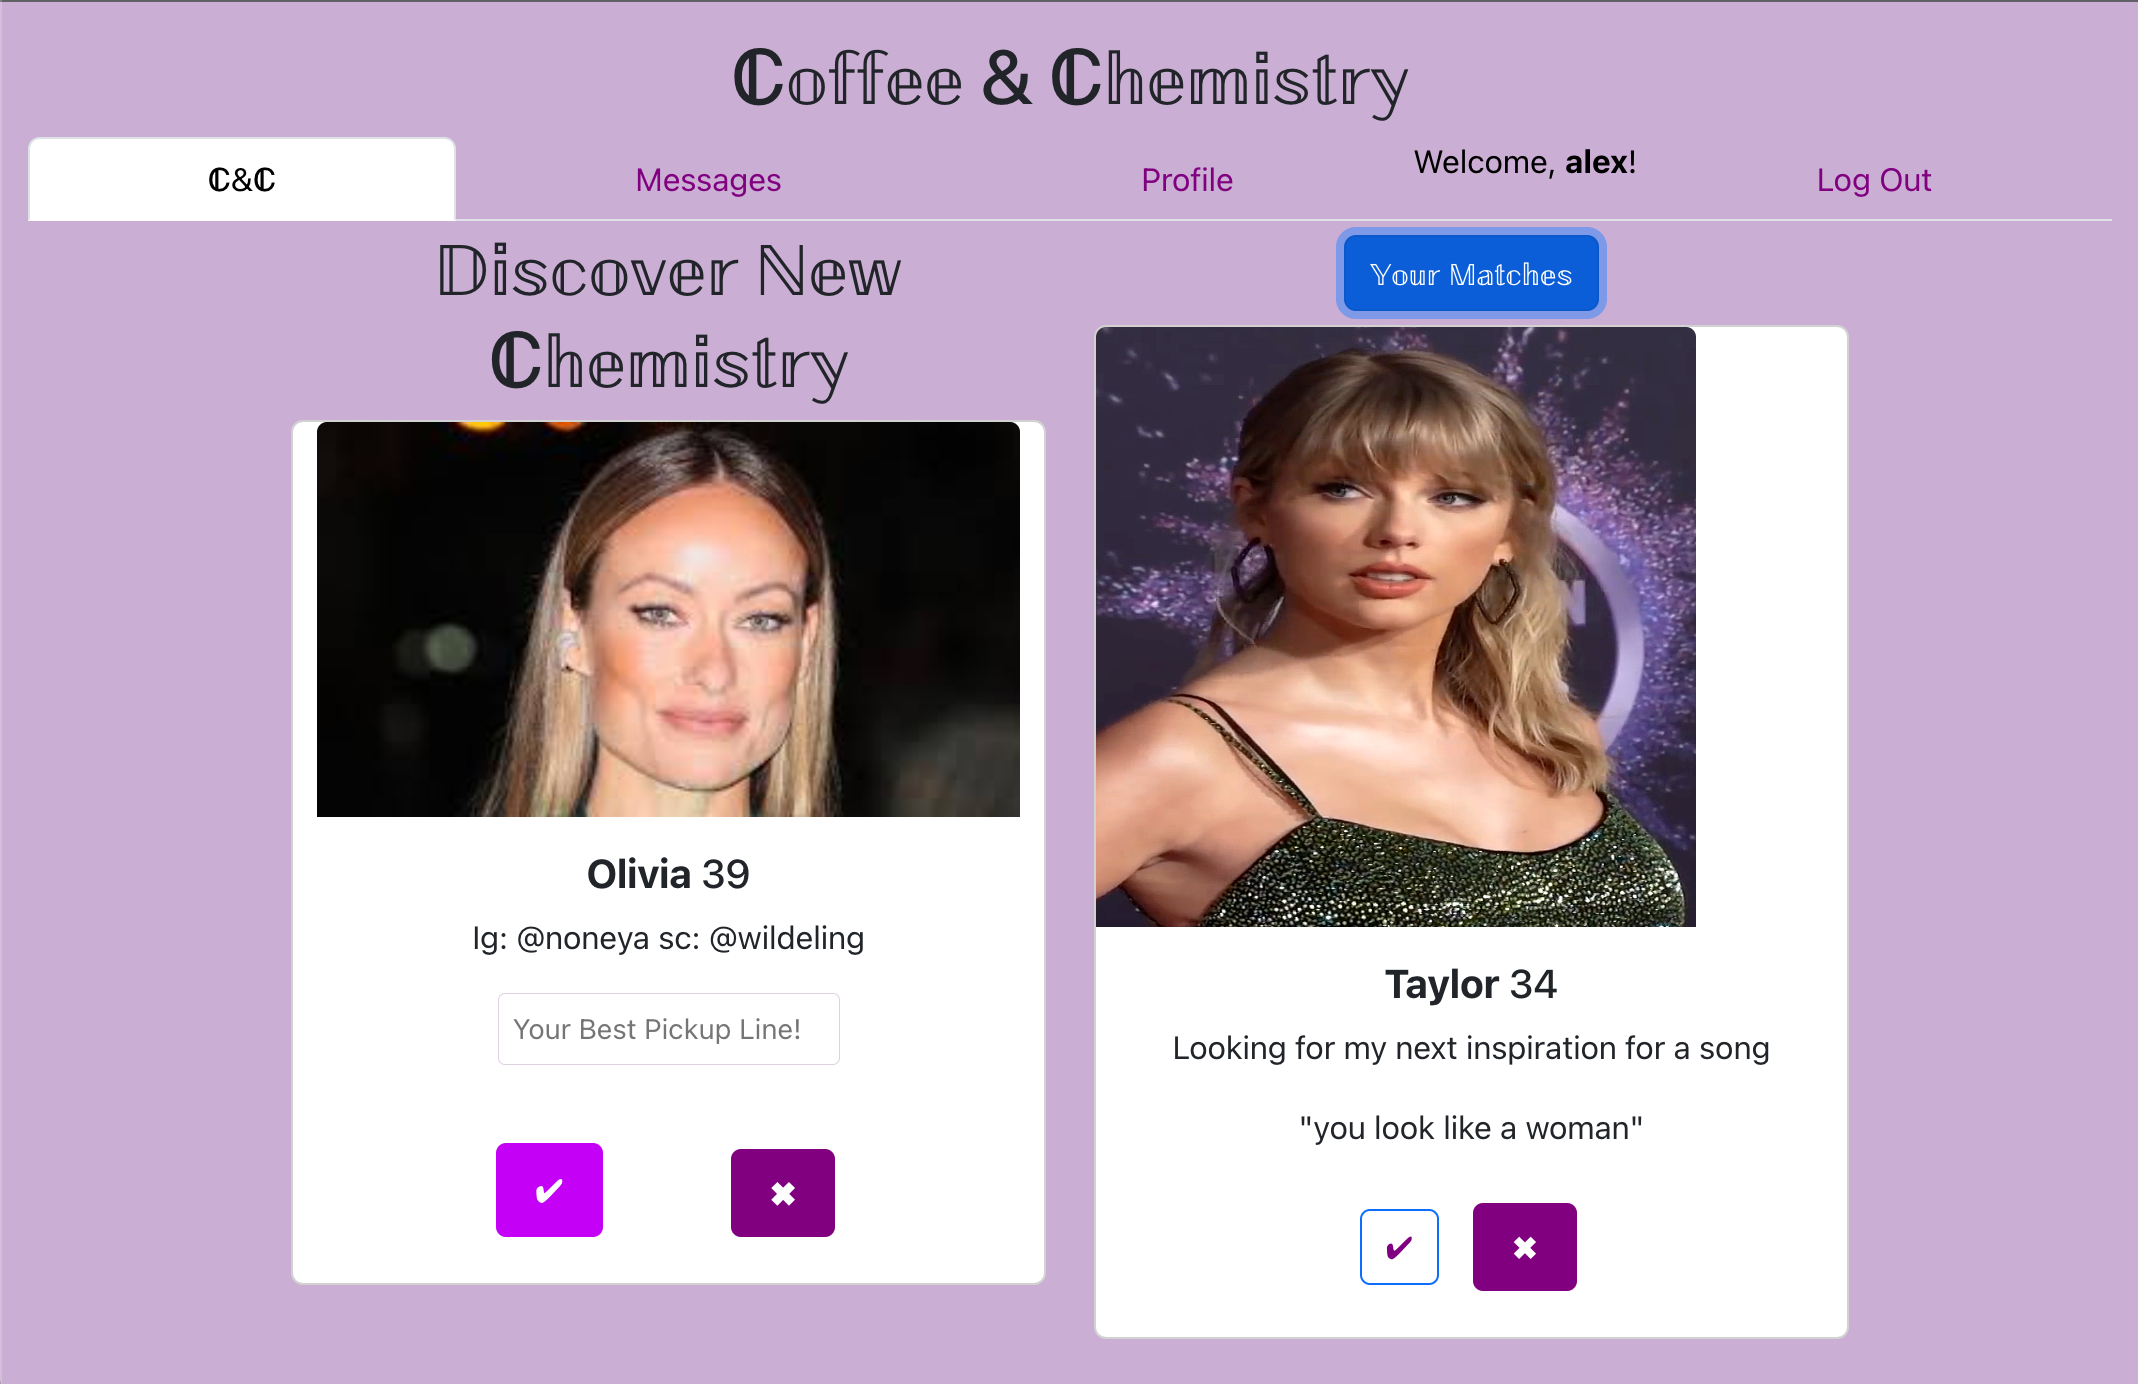 Coffee & Chemistry
C&C
Messages
Profile
Welcome, alex!
Log Out
Discover New
Chemistry
Olivia 39
Ig: @noneya sc: @wildeling
Your Best Pickup Line!
✔
✖
Your Matches
Taylor 34
Looking for my next inspiration for a song
"you look like a woman"
✔
✖